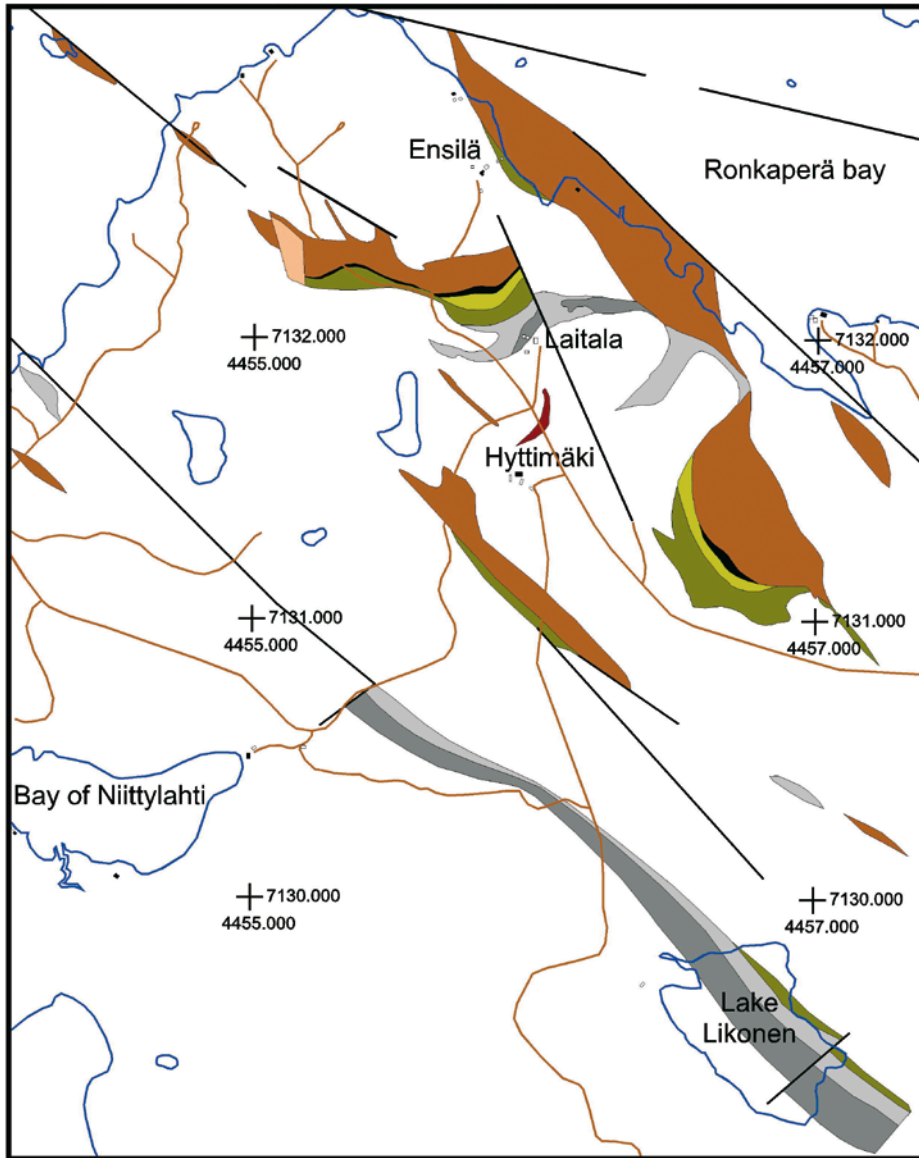 Ensilä
Ronkaperä bay
7132.000
4455.000
Laitala
7132.000
4457.000
Hyttimäki
7131.000
4455.000
7131.000
4457.000
Bay of Niittylahti
7130.000
4455.000
7130.000
4457.000
Lake
Likonen